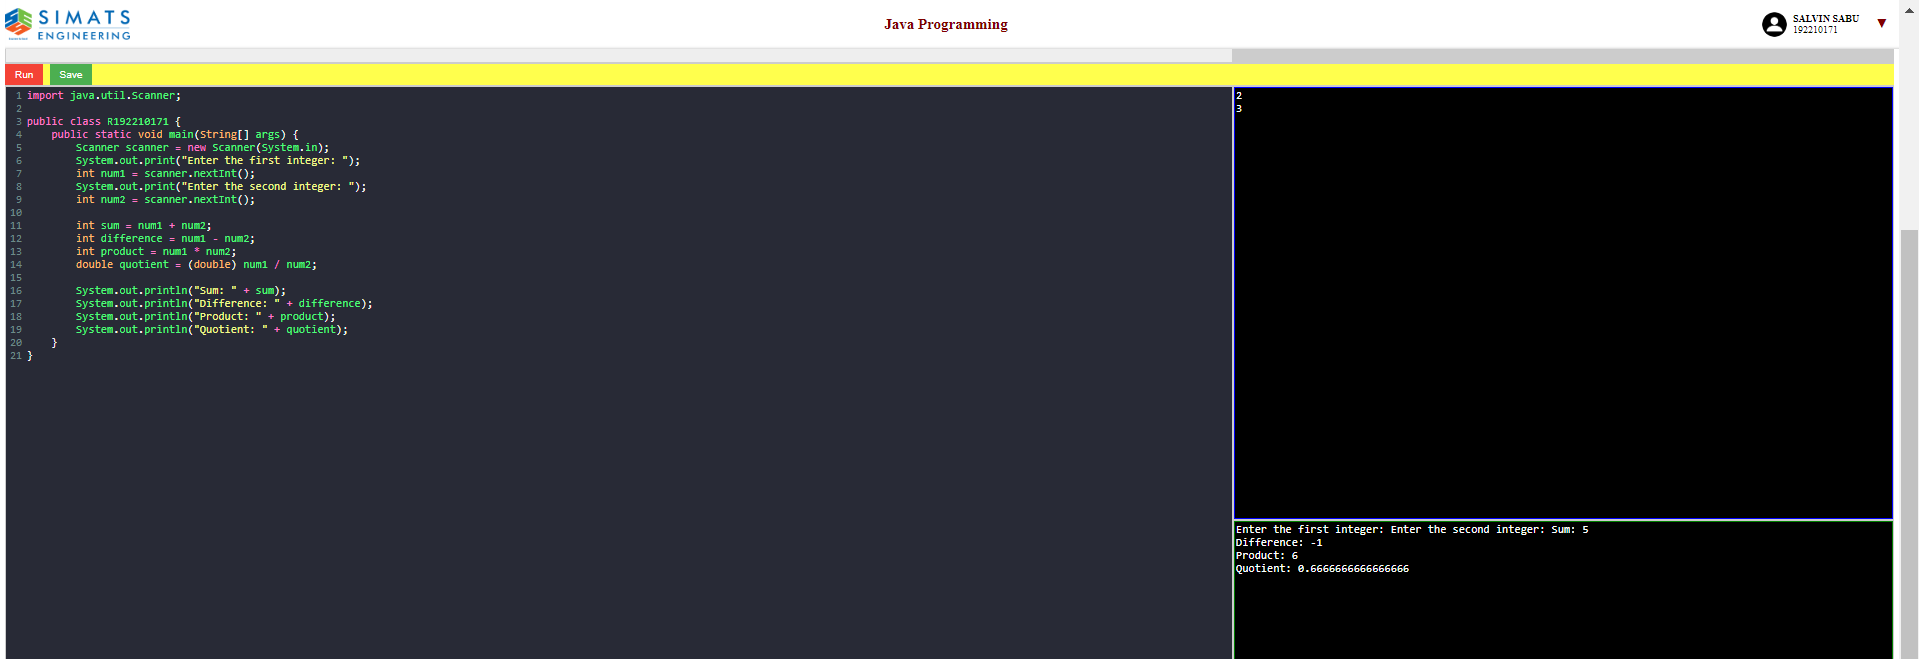 SIMATS
ENGINEERING
Java Programming
SALVIN SABU
192210171
Run Save
1 import java.util.Scanner;
2
3 public class R192210171 {
4     public static void main(String[] args) {
5         Scanner scanner = new Scanner(System.in);
6         System.out.print("Enter the first integer: ");
7         int num1 = scanner.nextInt();
8         System.out.print("Enter the second integer: ");
9         int num2 = scanner.nextInt();
10
11         int sum = num1 + num2;
12         int difference = num1 - num2;
13         int product = num1 * num2;
14         double quotient = (double) num1 / num2;
15
16         System.out.println("Sum: " + sum);
17         System.out.println("Difference: " + difference);
18         System.out.println("Product: " + product);
19         System.out.println("Quotient: " + quotient);
20     }
21 }
2
3
Enter the first integer: Enter the second integer: Sum: 5
Difference: -1
Product: 6
Quotient: 0.6666666666666666